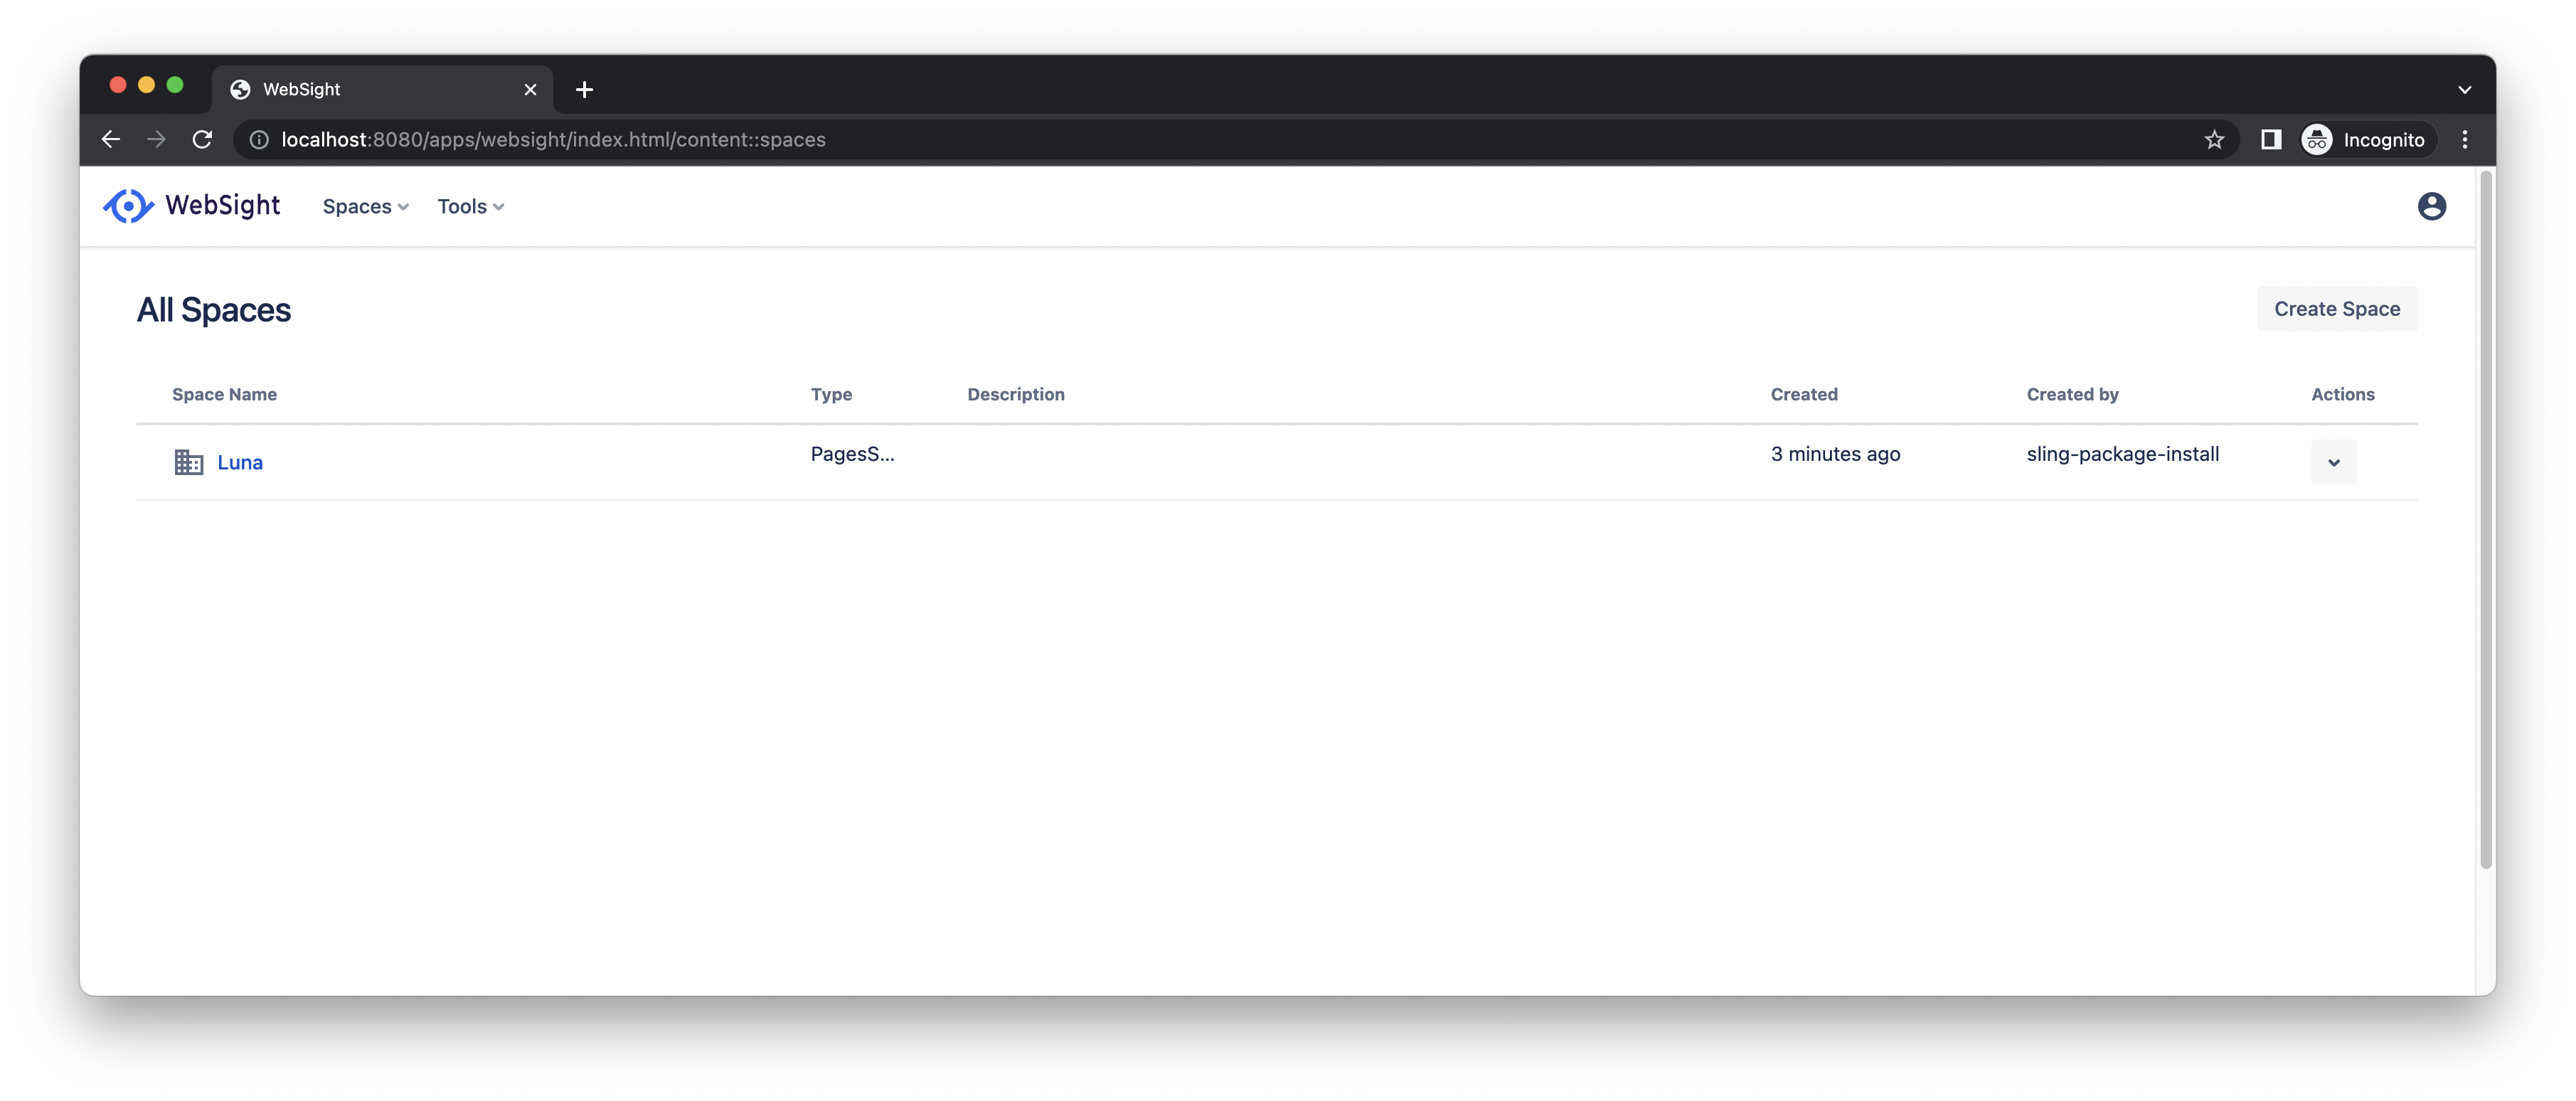 WebSight
localhost:8080/apps/websight/index.html/content::spaces
Incognito
WebSight Spaces Tools
All Spaces
Create Space
Space Name Type Description Created Created by Actions
Luna PagesS... 3 minutes ago sling-package-install